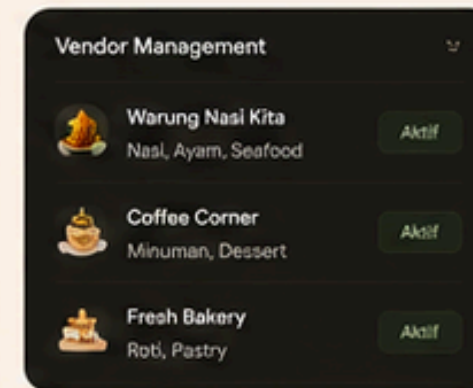 Vendor Management
Warung Nasi Kita
Nasi, Ayam, Seafood
Aktif
Coffee Corner
Minuman, Dessert
Aktif
Fresh Bakery
Roti, Pastry
Aktif